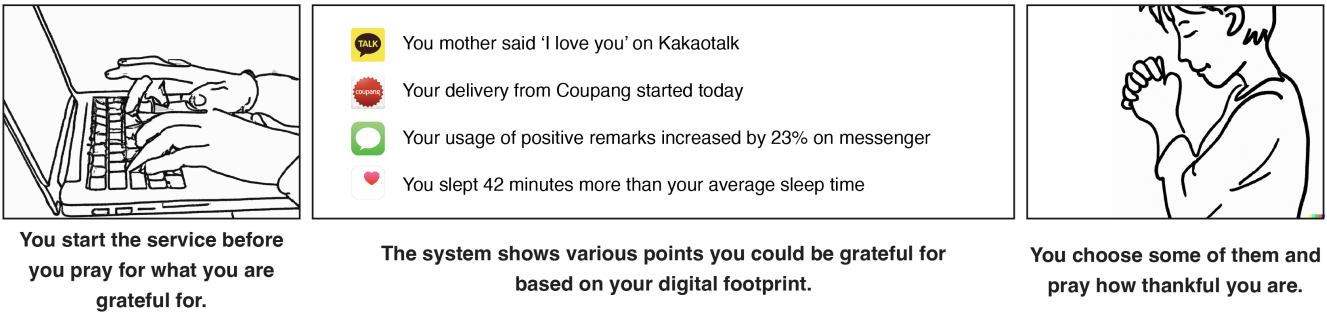 TALK
You mother said ‘I love you’ on Kakaotalk
coupang
Your delivery from Coupang started today
Your usage of positive remarks increased by 23% on messenger
You slept 42 minutes more than your average sleep time
You start the service before
you pray for what you are
grateful for.
The system shows various points you could be grateful for
based on your digital footprint.
You choose some of them and
pray how thankful you are.